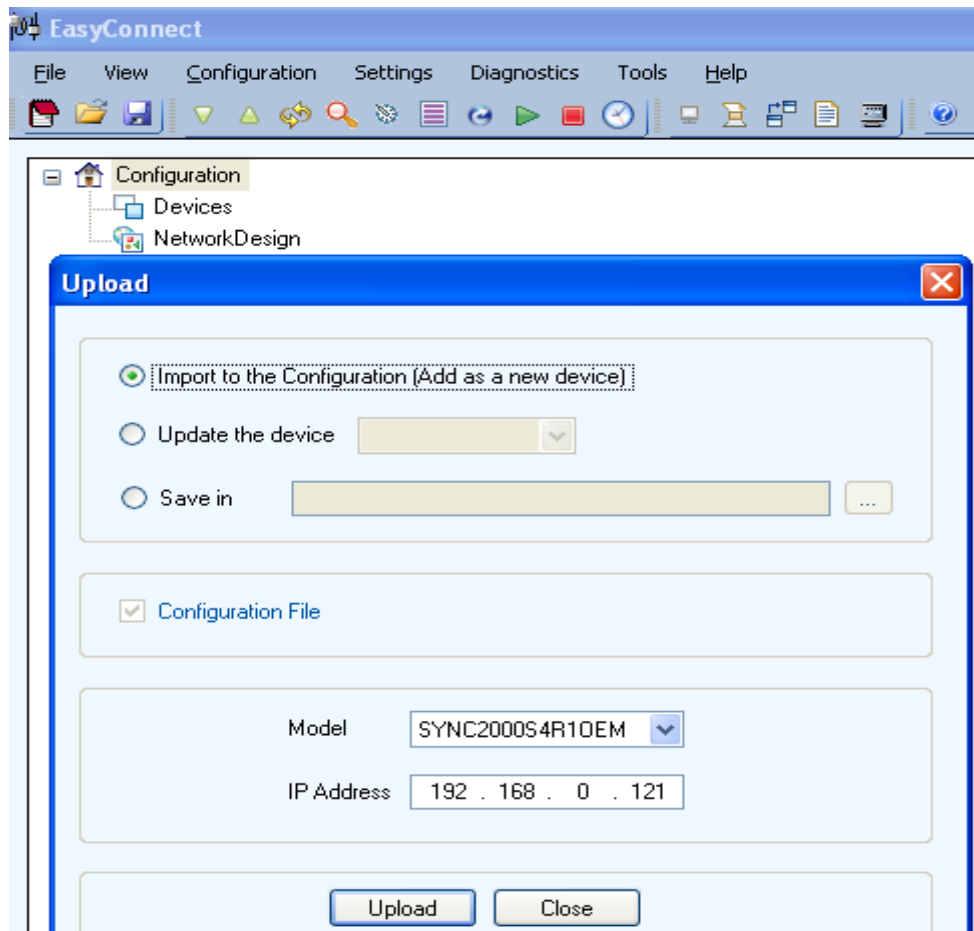 EasyConnect
File View Configuration Settings Diagnostics Tools Help
Configuration
Devices
NetworkDesign
Upload
Import to the Configuration (Add as a new device)
Update the device
Save in
...
Configuration File
Model SYNC2000S4R1OEM
IP Address 192 . 168 . 0 . 121
Upload Close